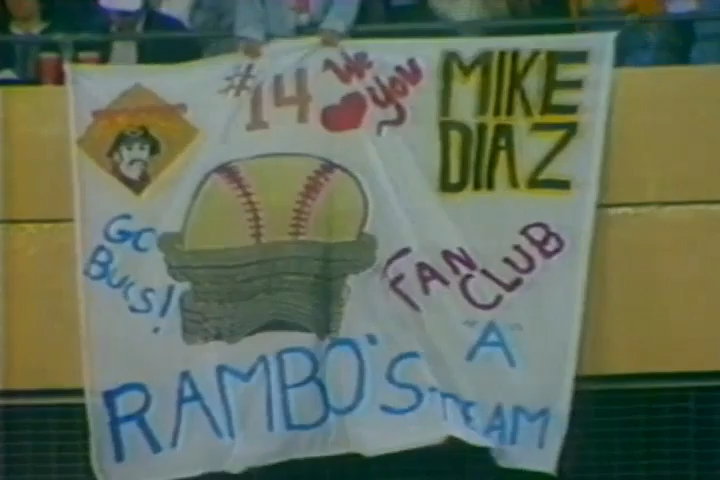 #14
We
♥ you
MIKE
DIAZ
GO
BUCS!
FAN
CLUB
RAMBO'S
"A"
TEAM